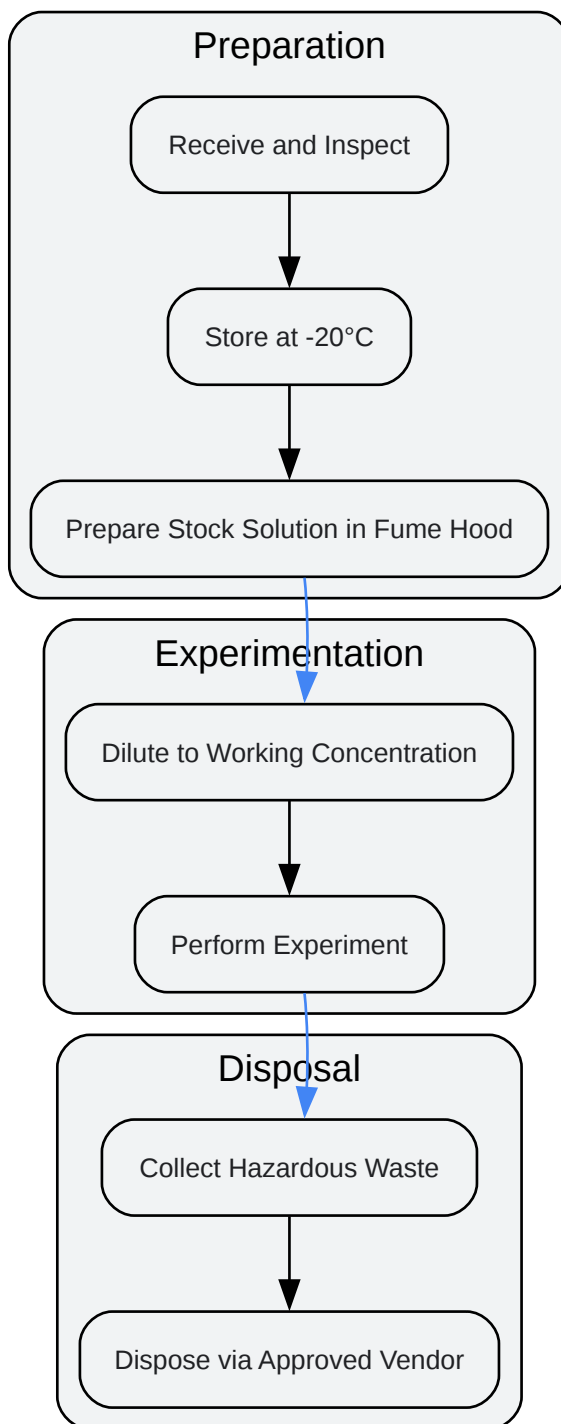 Preparation
Receive and Inspect
Store at -20°C
Prepare Stock Solution in Fume Hood
Experimentation
Dilute to Working Concentration
Perform Experiment
Disposal
Collect Hazardous Waste
Dispose via Approved Vendor